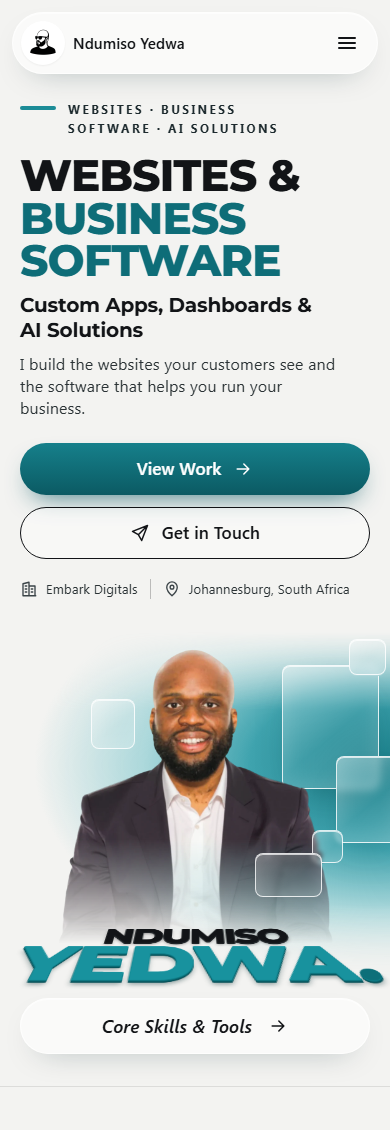 Ndumiso Yedwa
WEBSITES · BUSINESS
SOFTWARE · AI SOLUTIONS
WEBSITES &
BUSINESS
SOFTWARE
Custom Apps, Dashboards &
AI Solutions
I build the websites your customers see and
the software that helps you run your
business.
View Work →
Get in Touch
Embark Digitals
Johannesburg, South Africa
NDUMISO
YEDWA.
Core Skills & Tools →